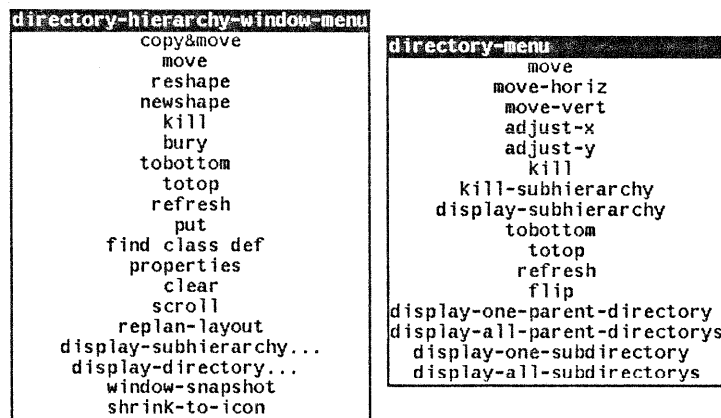 directory-hierarchy-window-menu
copy&move
move
reshape
newshape
kill
bury
tobottom
totop
refresh
put
find class def
properties
clear
scroll
replan-layout
display-subhierarchy...
display-directory...
window-snapshot
shrink-to-icon
directory-menu
move
move-horiz
move-vert
adjust-x
adjust-y
kill
kill-subhierarchy
display-subhierarchy
tobottom
totop
refresh
flip
display-one-parent-directory
display-all-parent-directorys
display-one-subdirectory
display-all-subdirectorys